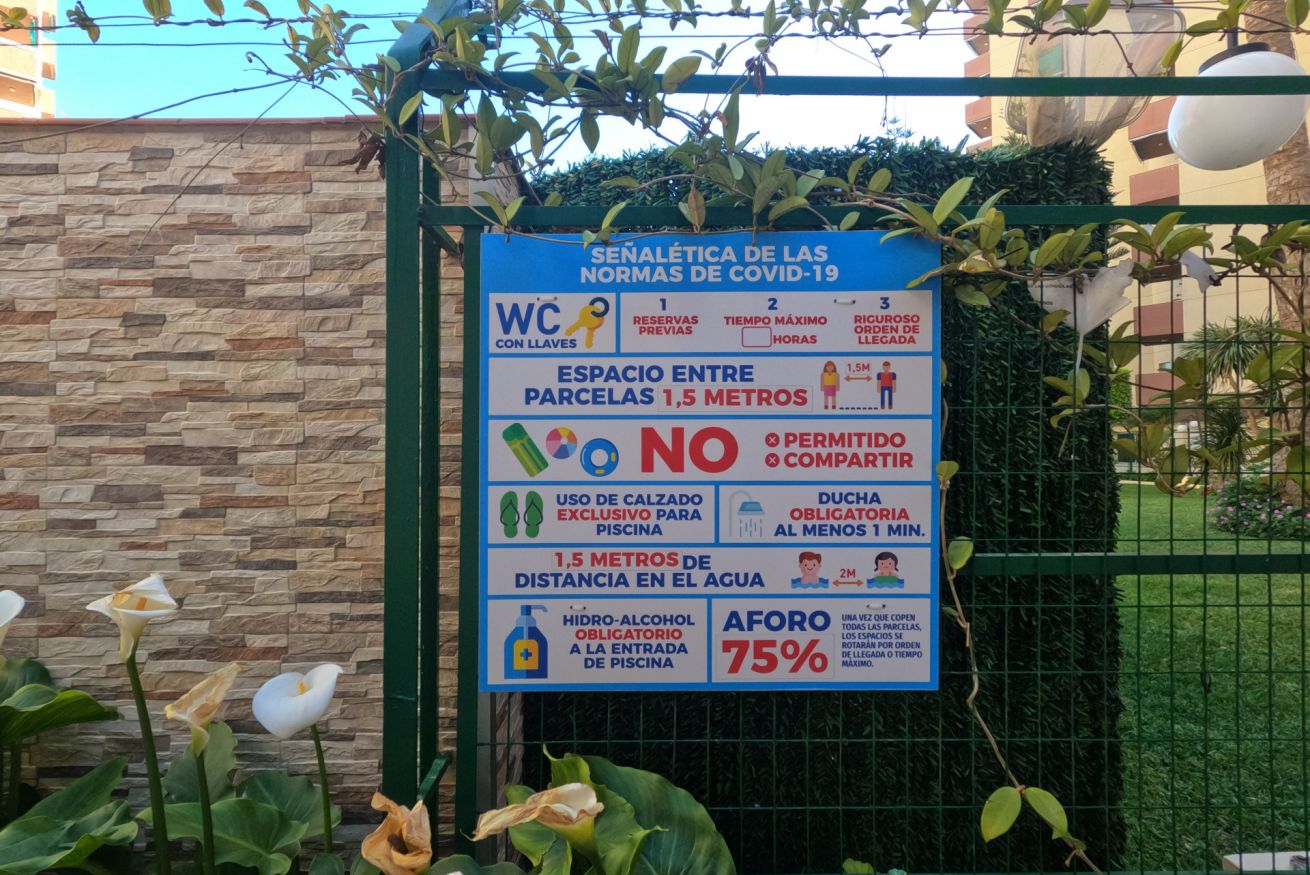 SEÑALÉTICA DE LAS
NORMAS DE COVID-19
WC
CON LLAVES
1
RESERVAS
PREVIAS
2
TIEMPO MÁXIMO
HORAS
3
RIGUROSO
ORDEN DE
LLEGADA
ESPACIO ENTRE
PARCELAS 1,5 METROS
1,5M
NO
PERMITIDO
COMPARTIR
USO DE CALZADO
EXCLUSIVO PARA
PISCINA
DUCHA
OBLIGATORIA
AL MENOS 1 MIN.
1,5 METROS DE
DISTANCIA EN EL AGUA
2M
HIDRO-ALCOHOL
OBLIGATORIO
A LA ENTRADA
DE PISCINA
AFORO
75%
UNA VEZ QUE COPEN
TODAS LAS PARCELAS,
LOS ESPACIOS SE
ROTARÁN POR ORDEN
DE LLEGADA O TIEMPO
MÁXIMO.